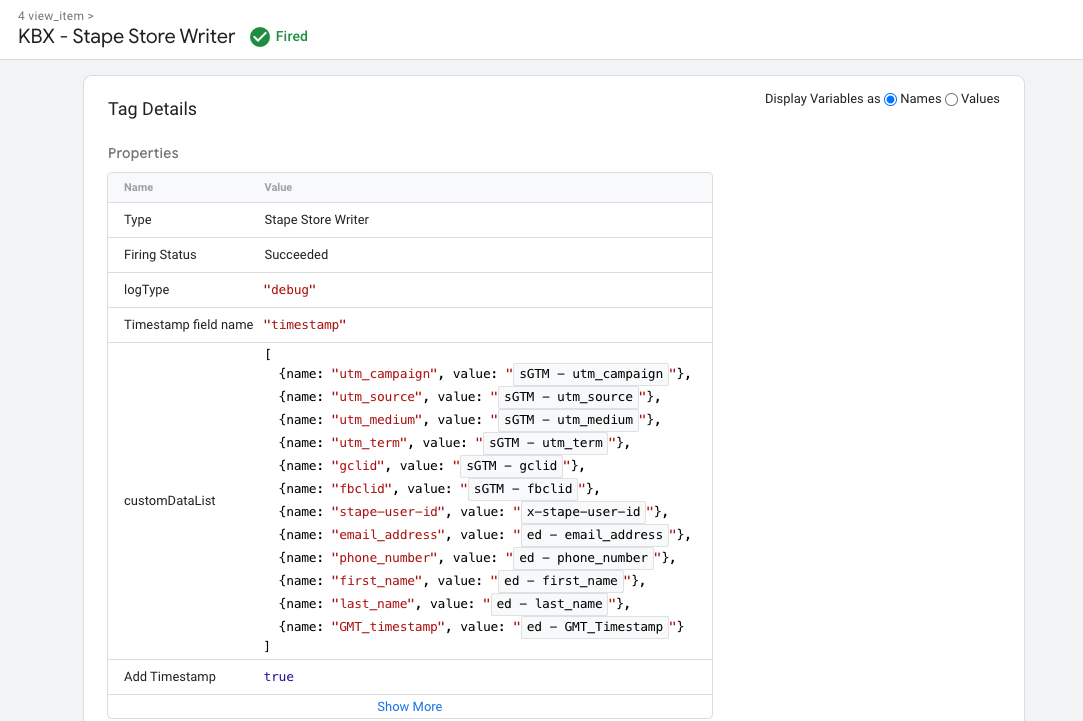 4 view_item >
KBX - Stape Store Writer Fired
Tag Details
Display Variables as Names Values
Properties
Name Value
Type Stape Store Writer
Firing Status Succeeded
logType "debug"
Timestamp field name "timestamp"
customDataList
[
{name: "utm_campaign", value: "sGTM - utm_campaign"},
{name: "utm_source", value: "sGTM - utm_source"},
{name: "utm_medium", value: "sGTM - utm_medium"},
{name: "utm_term", value: "sGTM - utm_term"},
{name: "gclid", value: "sGTM - gclid"},
{name: "fbclid", value: "sGTM - fbclid"},
{name: "stape-user-id", value: "x-stape-user-id"},
{name: "email_address", value: "ed - email_address"},
{name: "phone_number", value: "ed - phone_number"},
{name: "first_name", value: "ed - first_name"},
{name: "last_name", value: "ed - last_name"},
{name: "GMT_timestamp", value: "ed - GMT_Timestamp"}
]
Add Timestamp true
Show More